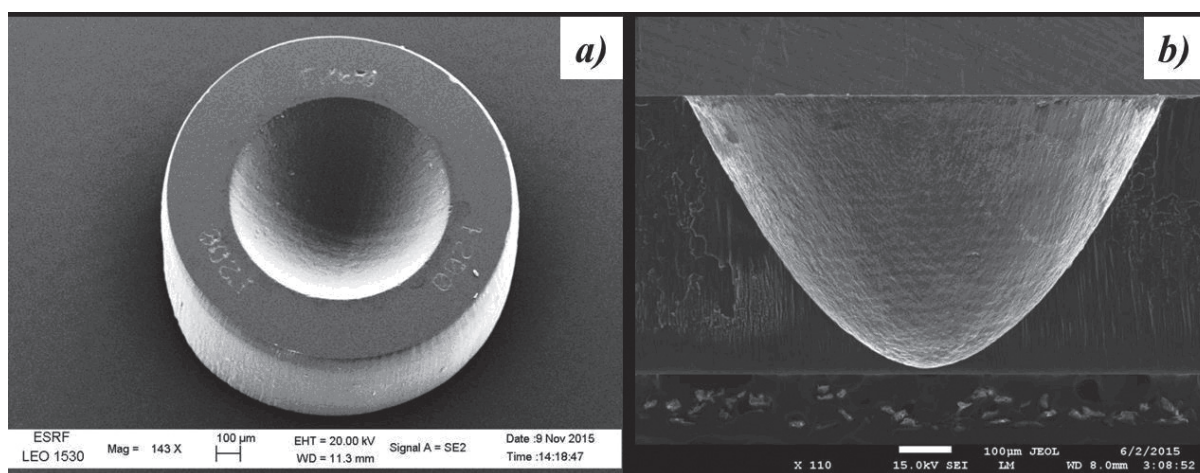 a)
b)
ESRF
LEO 1530
Mag = 143 X
100 µm
EHT = 20.00 kV
WD = 11.3 mm
Signal A = SE2
Date :9 Nov 2015
Time :14:18:47
100µm JEOL 6/2/2015
X 110 15.0kV SEI LM WD 8.0mm 3:08:52